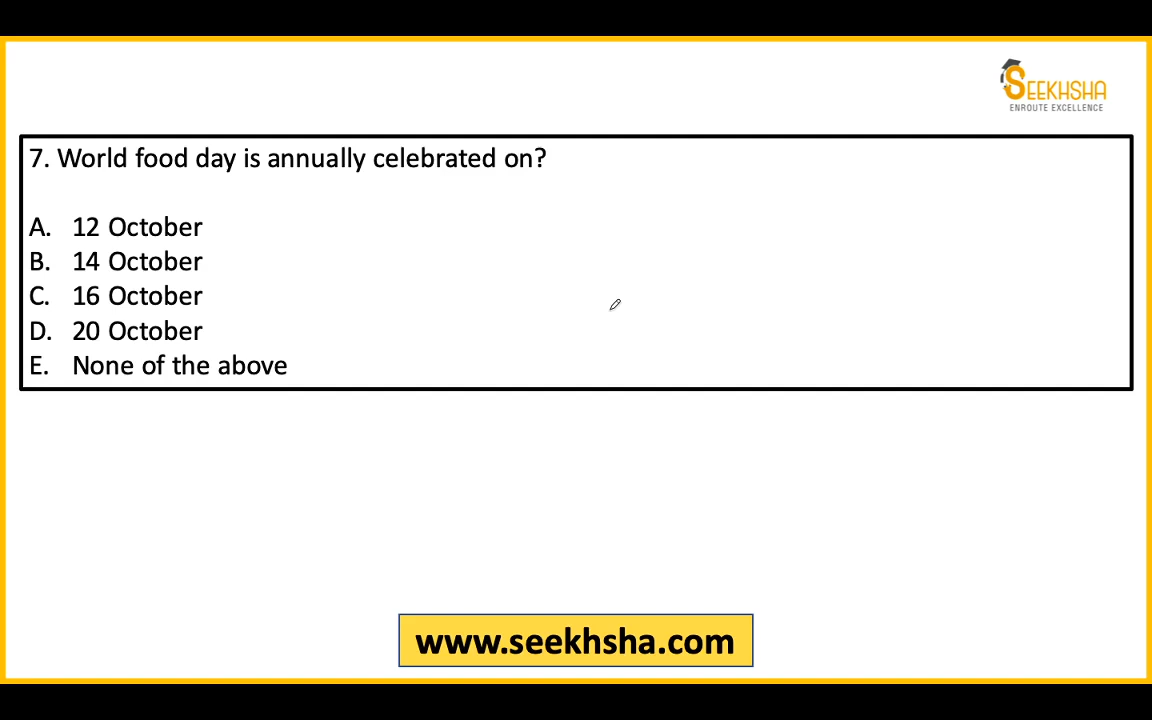 SEEKHSHA
ENROUTE EXCELLENCE
7. World food day is annually celebrated on?
A. 12 October
B. 14 October
C. 16 October
D. 20 October
E. None of the above
www.seekhsha.com